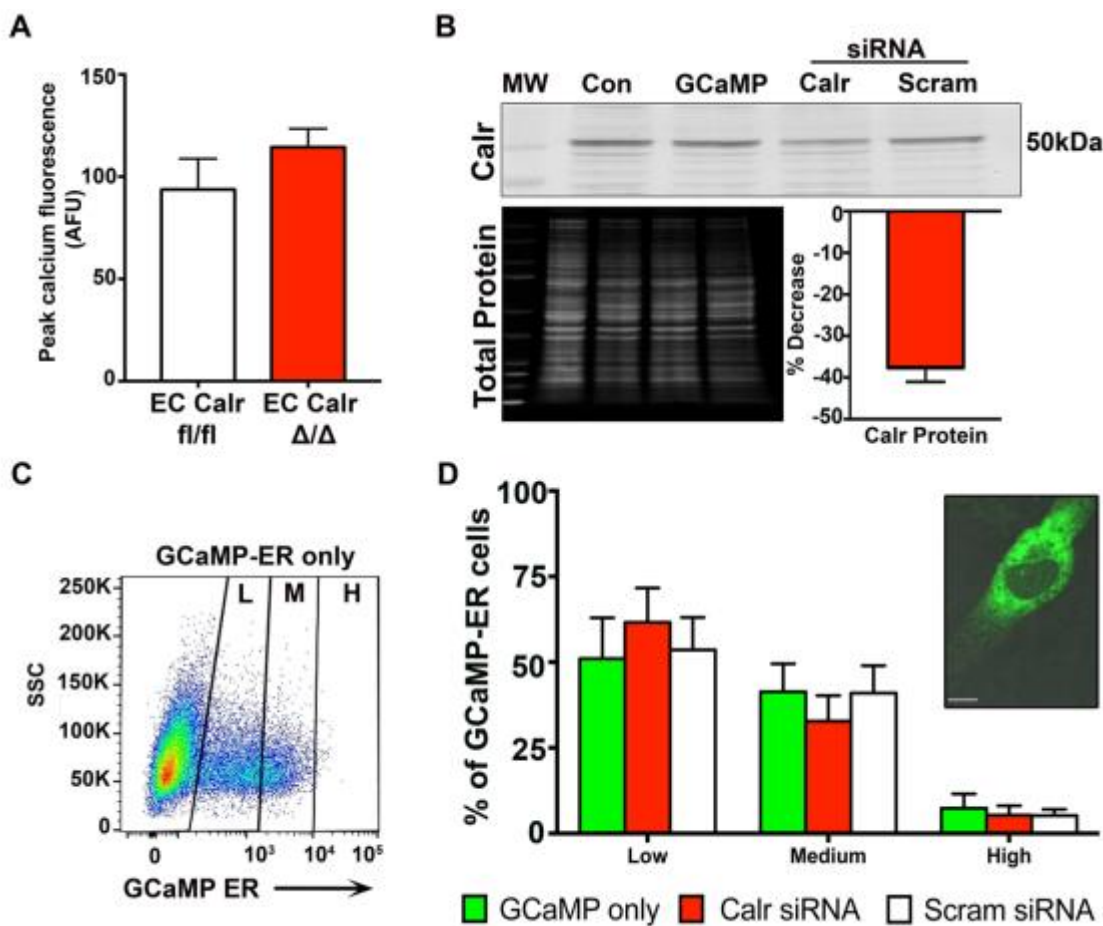 A
Peak calcium fluorescence
(AFU)
150
100
50
0
EC Calr
fl/fl
EC Calr
Δ/Δ
B
siRNA
MW Con GCaMP Calr Scram
Calr
50kDa
Total Protein
% Decrease
0
-10
-20
-30
-40
-50
Calr Protein
C
GCaMP-ER only
SSC
250K
200K
150K
100K
50K
0
L M H
0 10³ 10⁴ 10⁵
GCaMP ER
D
% of GCaMP-ER cells
100
75
50
25
0
Low Medium High
GCaMP only Calr siRNA Scram siRNA